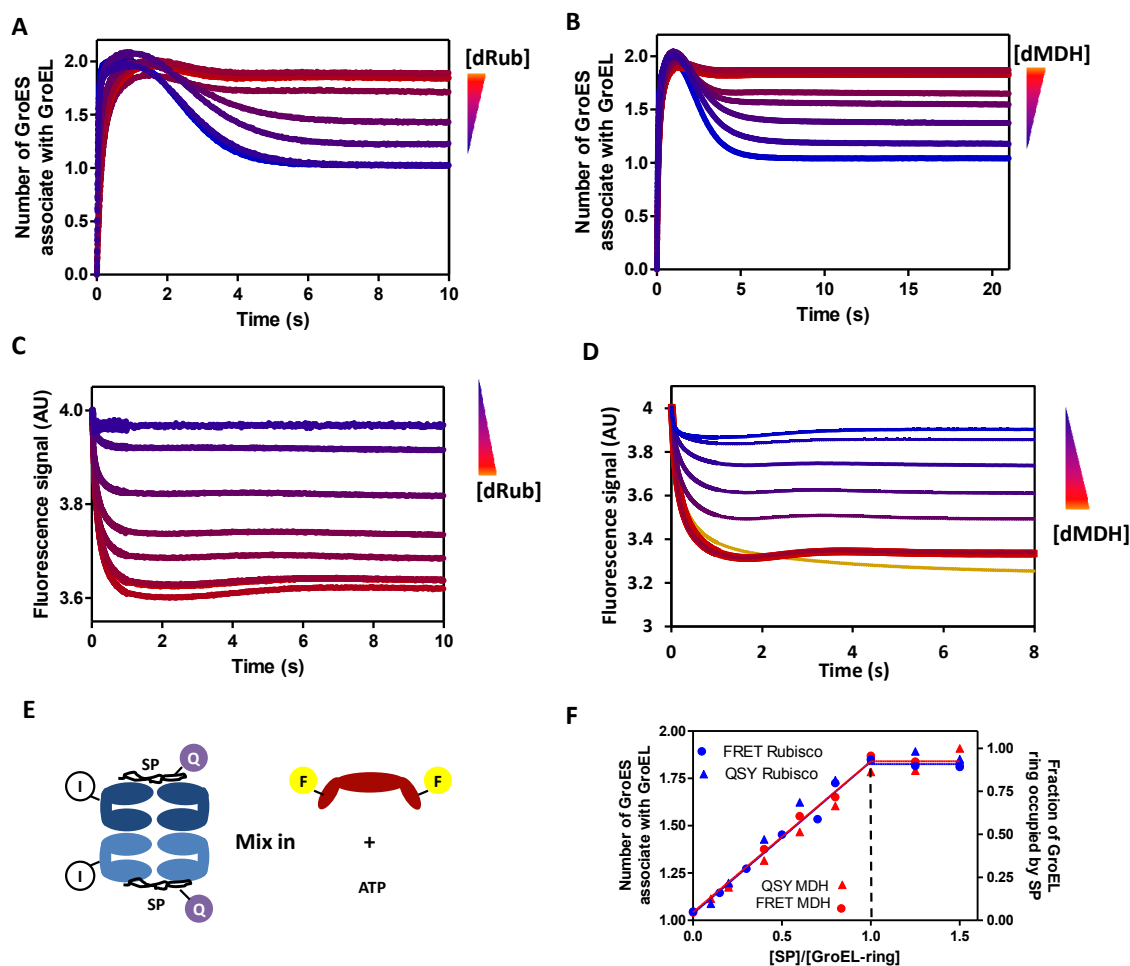 A
Number of GroES
associate with GroEL
2.0
1.5
1.0
0.5
0.0
0 2 4 6 8 10
Time (s)
[dRub]
B
Number of GroES
associate with GroEL
2.0
1.5
1.0
0.5
0.0
0 5 10 15 20
Time (s)
[dMDH]
C
Fluorescence signal (AU)
4.0
3.8
3.6
0 2 4 6 8 10
Time (s)
[dRub]
D
Fluorescence signal (AU)
4
3.8
3.6
3.4
3.2
3
0 2 4 6 8
Time (s)
[dMDH]
E
SP
Q
I
I
SP
Q
Mix in
F F
+
ATP
F
Number of GroES
associate with GroEL
2.00
1.75
1.50
1.25
1.00
FRET Rubisco
QSY Rubisco
QSY MDH
FRET MDH
1.00
0.75
0.50
0.25
0.00
Fraction of GroEL
ring occupied by SP
0.0 0.5 1.0 1.5
[SP]/[GroEL-ring]